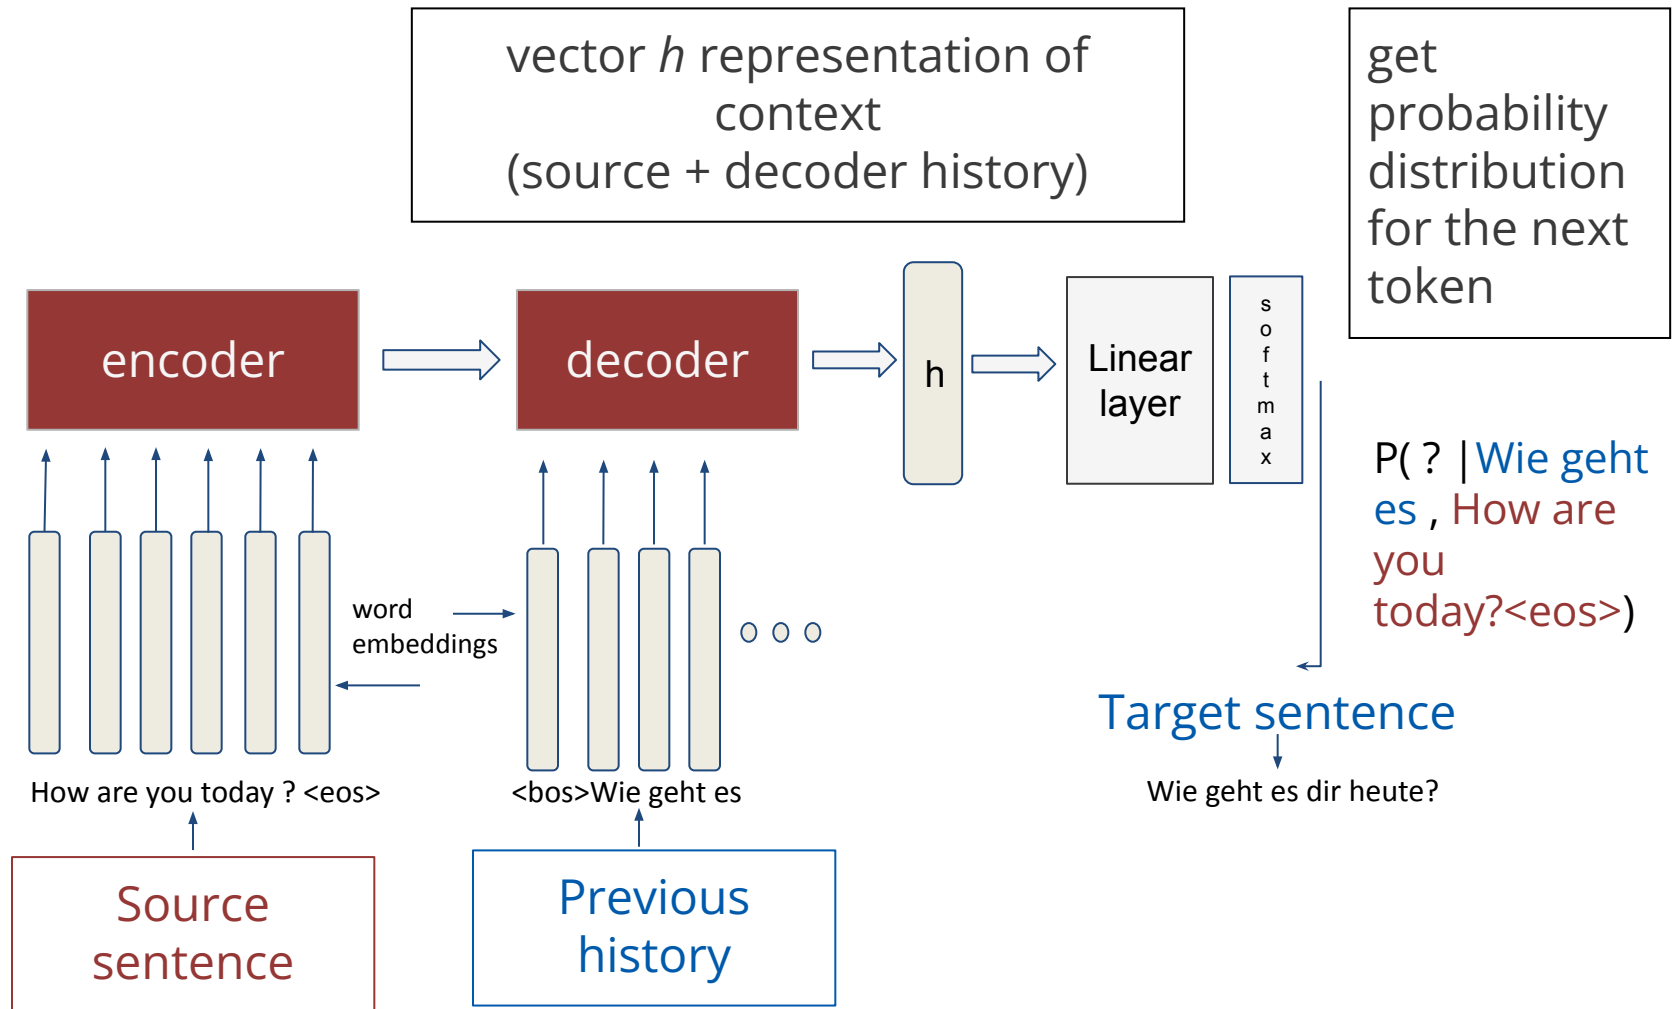 vector h representation of
context
(source + decoder history)
get
probability
distribution
for the next
token
encoder
decoder
h
Linear
layer
softmax
P( ? |Wie geht
es , How are
you
today?<eos>)
word
embeddings
Target sentence
How are you today ? <eos>
<bos>Wie geht es
Wie geht es dir heute?
Source
sentence
Previous
history